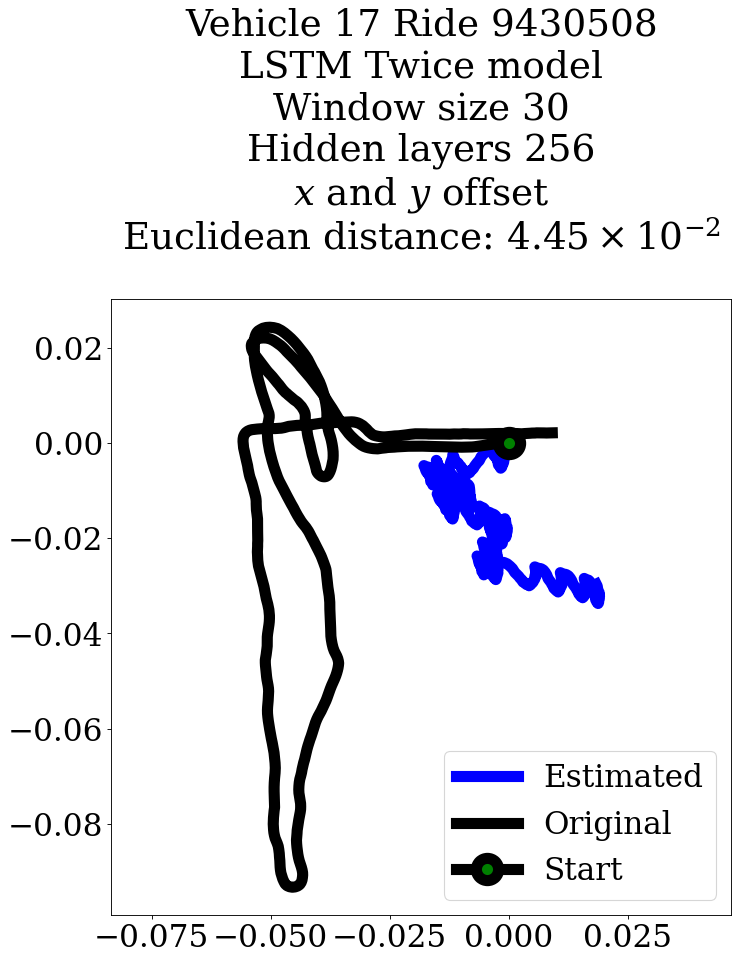 Vehicle 17 Ride 9430508
LSTM Twice model
Window size 30
Hidden layers 256
x and y offset
Euclidean distance: 4.45 × 10⁻²
0.02
0.00
−0.02
−0.04
−0.06
−0.08
Estimated
Original
Start
−0.075 −0.050 −0.025 0.000 0.025